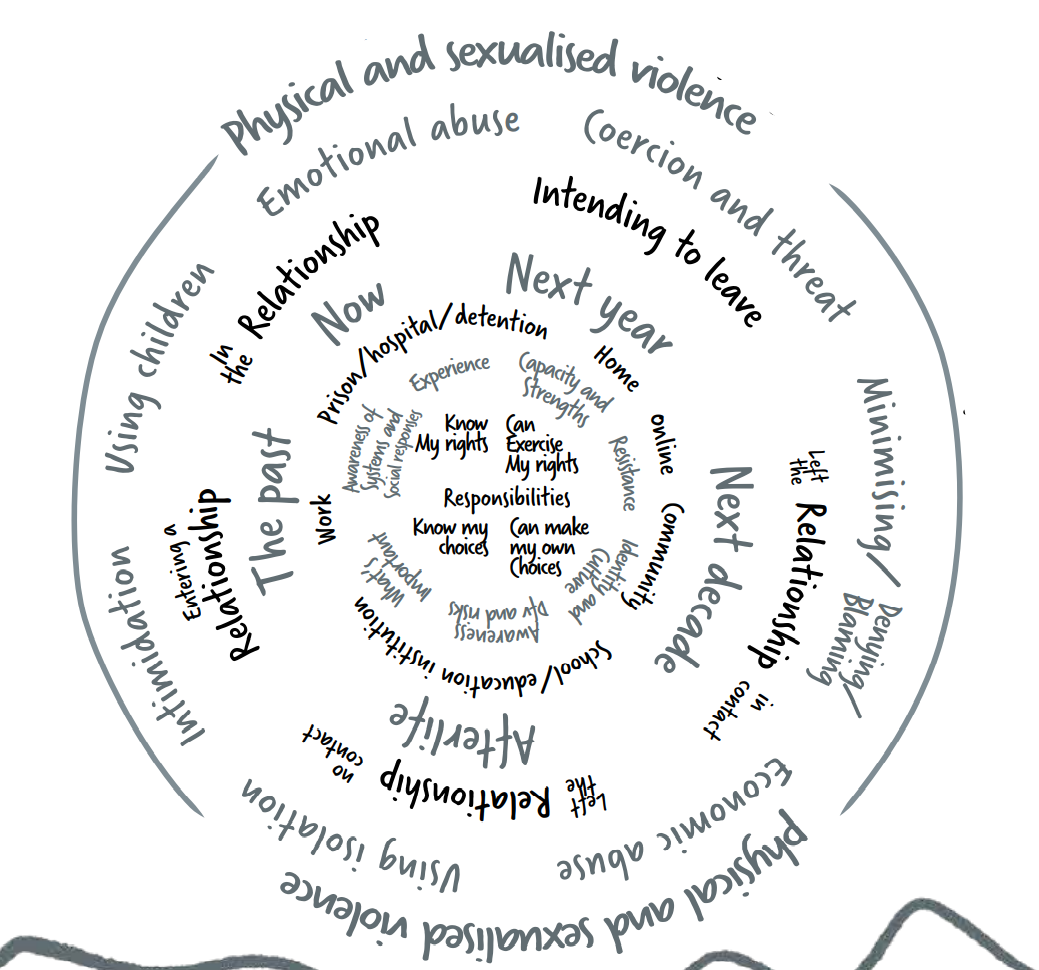 Physical and sexualised violence
Emotional abuse
Coercion and threat
Minimising/
Denying/
Blaming/
Economic abuse
Using isolation
Intimidation
Using children
physical and sexualised violence
In
the Relationship
Intending to leave
Left
the Relationship in
contact
Left
the Relationship no
contact
Entering a
Relationship
Now
Next year
Next decade
Afterlife
The past
Prison/hospital/detention
Home
online
Community
School/education institution
Work
Experience
Capacity and
Strengths
Resistance
Identity and
Culture
Awareness
Dfv and risks
What's
important
Awareness of
Systems and
Social responses
Know
My rights
Can
Exercise
My rights
Responsibilities
Know my
choices
Can make
my own
Choices